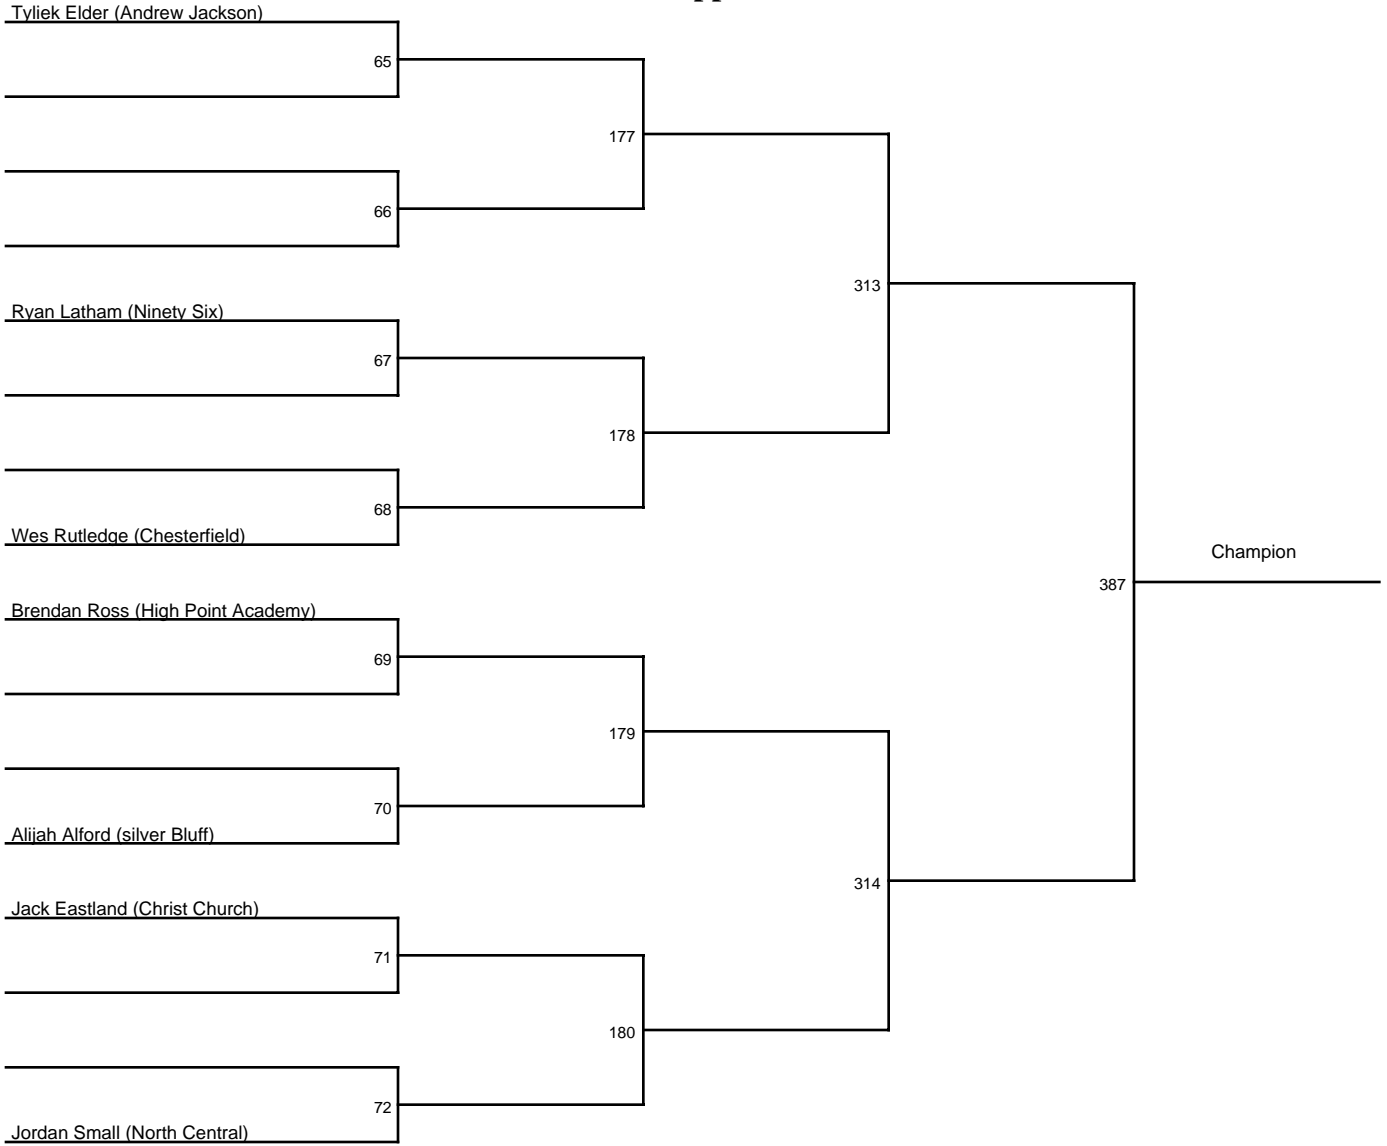 Tyliek Elder (Andrew Jackson)
65
177
66
313
Ryan Latham (Ninety Six)
67
178
68
Wes Rutledge (Chesterfield)
Champion
387
Brendan Ross (High Point Academy)
69
179
70
Alijah Alford (silver Bluff)
314
Jack Eastland (Christ Church)
71
180
72
Jordan Small (North Central)